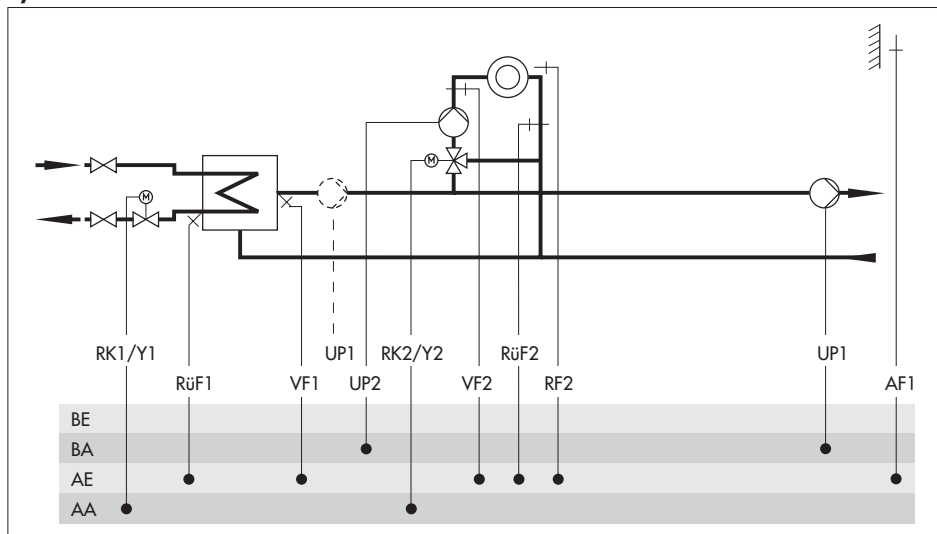 M
M
RK1/Y1
UP1
RK2/Y2
UP1
RüF1
VF1
UP2
VF2
RüF2
RF2
AF1
BE
BA
AE
AA